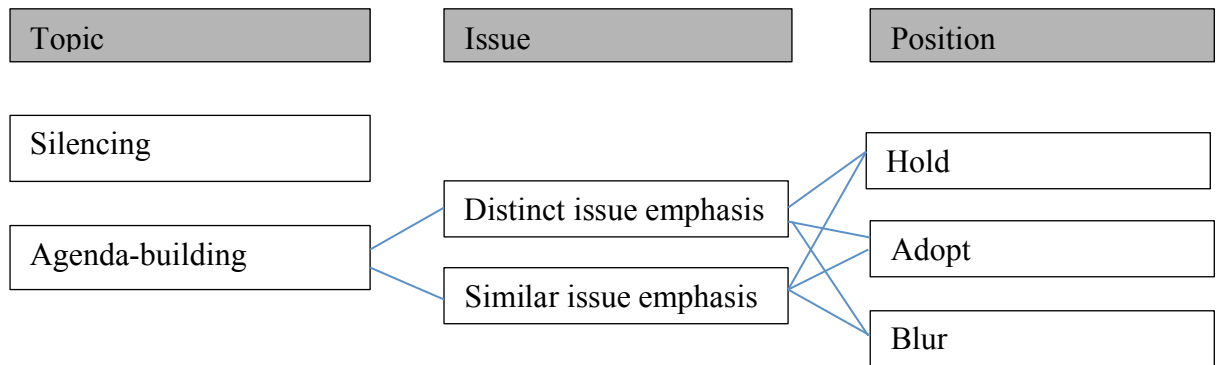 Topic
Issue
Position
Silencing
Agenda-building
Distinct issue emphasis
Similar issue emphasis
Hold
Adopt
Blur